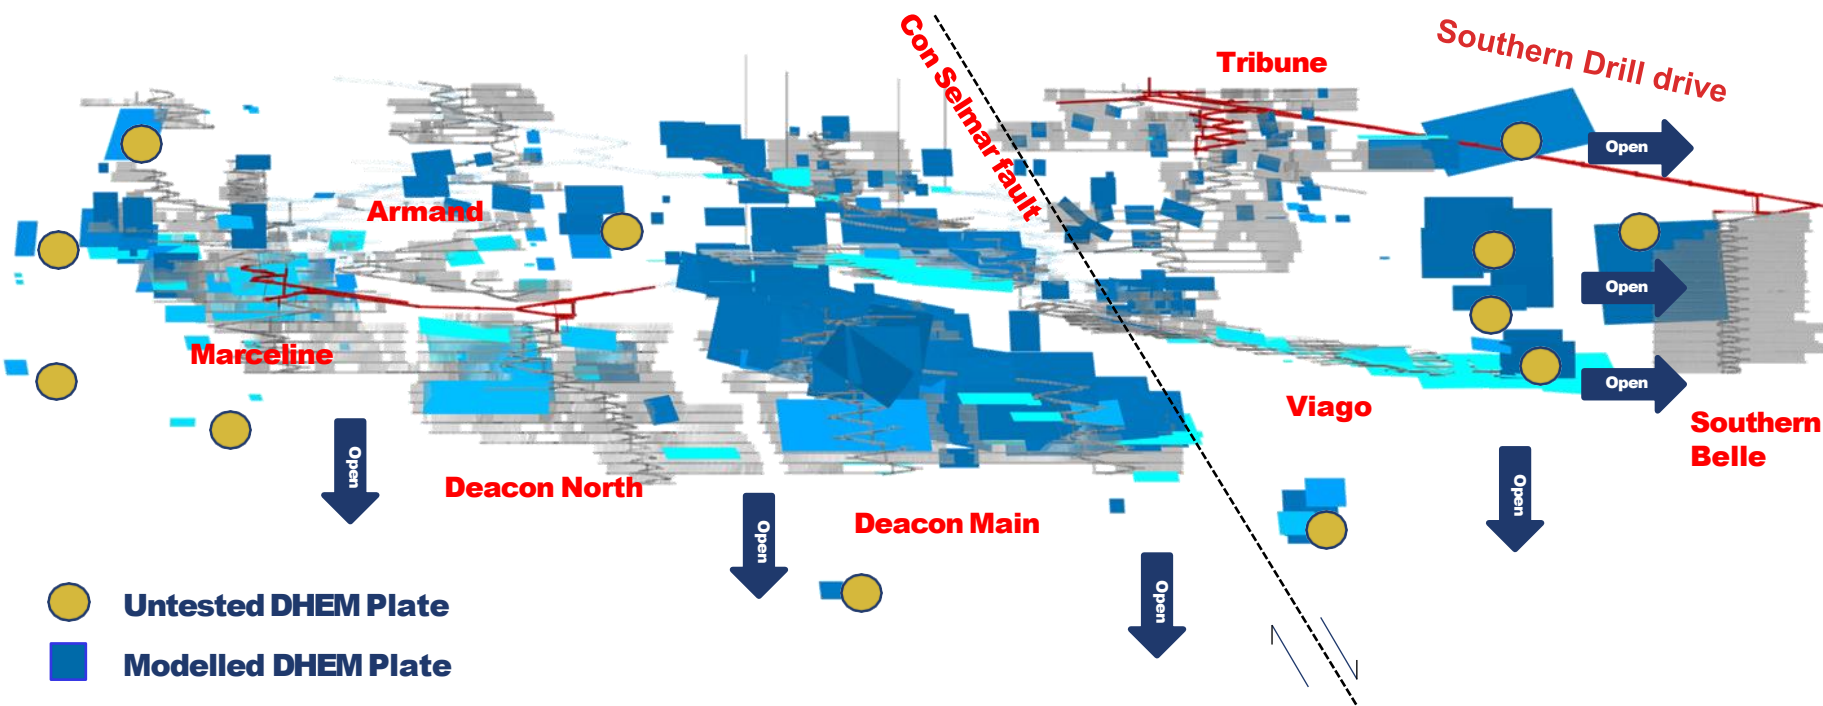 Southern Drill drive
Con Selmar fault
Tribune
Open
Armand
Open
Marceline
Open
Viago
Southern
Belle
Open
Deacon North
Open
Deacon Main
Open
Open
Untested DHEM Plate
Modelled DHEM Plate